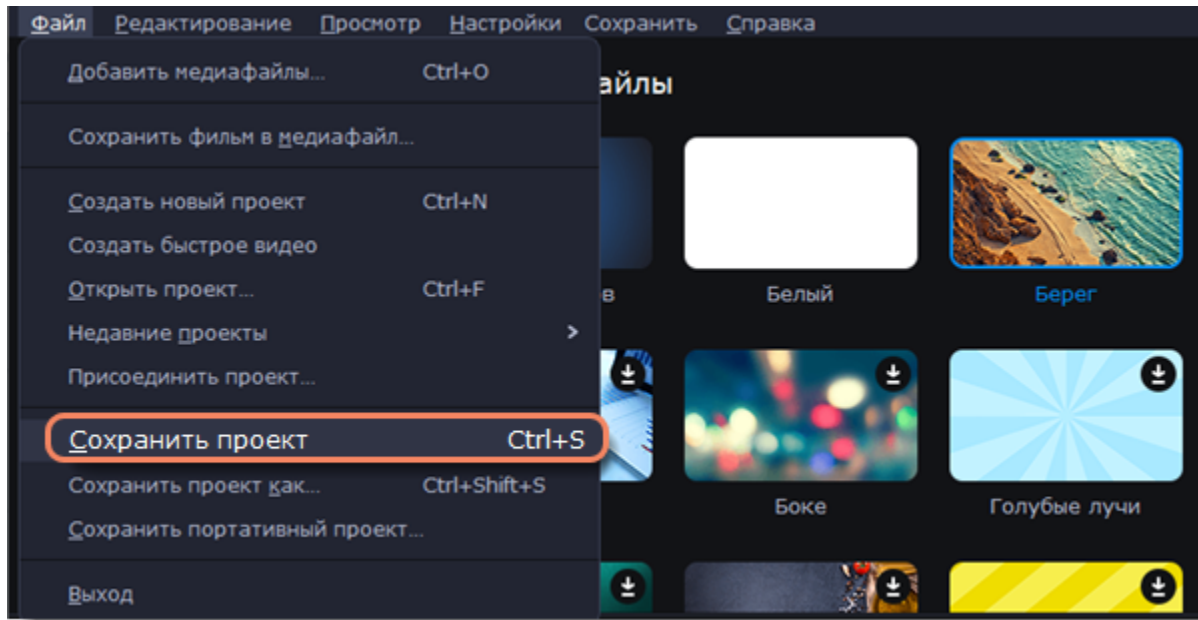 Файл Редактирование Просмотр Настройки Сохранить Справка
Добавить медиафайлы... Ctrl+O
айлы
Сохранить фильм в медиафайл...
Создать новый проект Ctrl+N
Создать быстрое видео
Открыть проект... Ctrl+F
в Белый Берег
Недавние проекты >
Присоединить проект...
Сохранить проект Ctrl+S
Сохранить проект как... Ctrl+Shift+S
Боке Голубые лучи
Сохранить портативный проект...
Выход